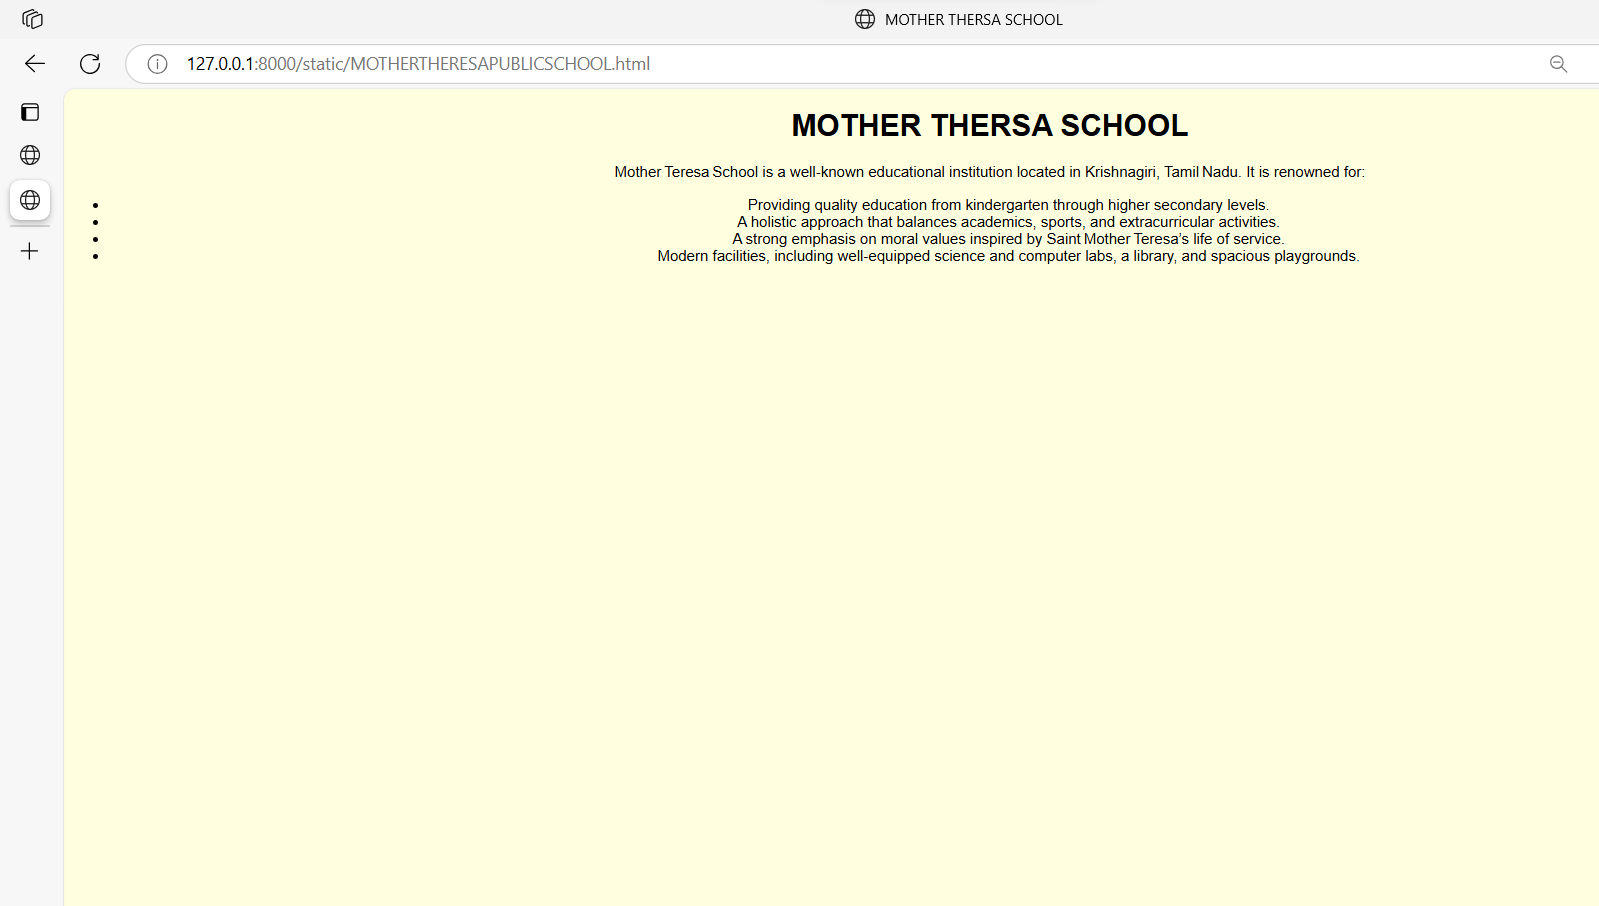 MOTHER THERSA SCHOOL
127.0.0.1:8000/static/MOTHERTHERESAPUBLICSCHOOL.html
MOTHER THERSA SCHOOL
Mother Teresa School is a well-known educational institution located in Krishnagiri, Tamil Nadu. It is renowned for:
Providing quality education from kindergarten through higher secondary levels.
A holistic approach that balances academics, sports, and extracurricular activities.
A strong emphasis on moral values inspired by Saint Mother Teresa’s life of service.
Modern facilities, including well-equipped science and computer labs, a library, and spacious playgrounds.